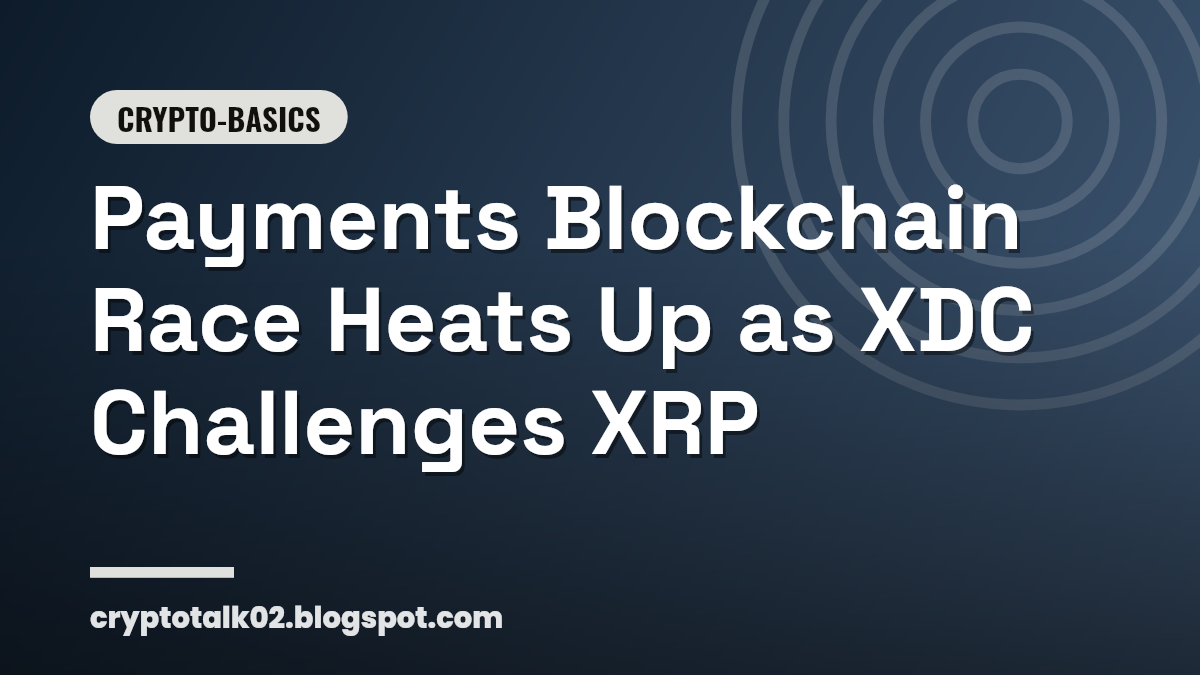 CRYPTO-BASICS
Payments Blockchain
Race Heats Up as XDC
Challenges XRP
cryptotalk02.blogspot.com